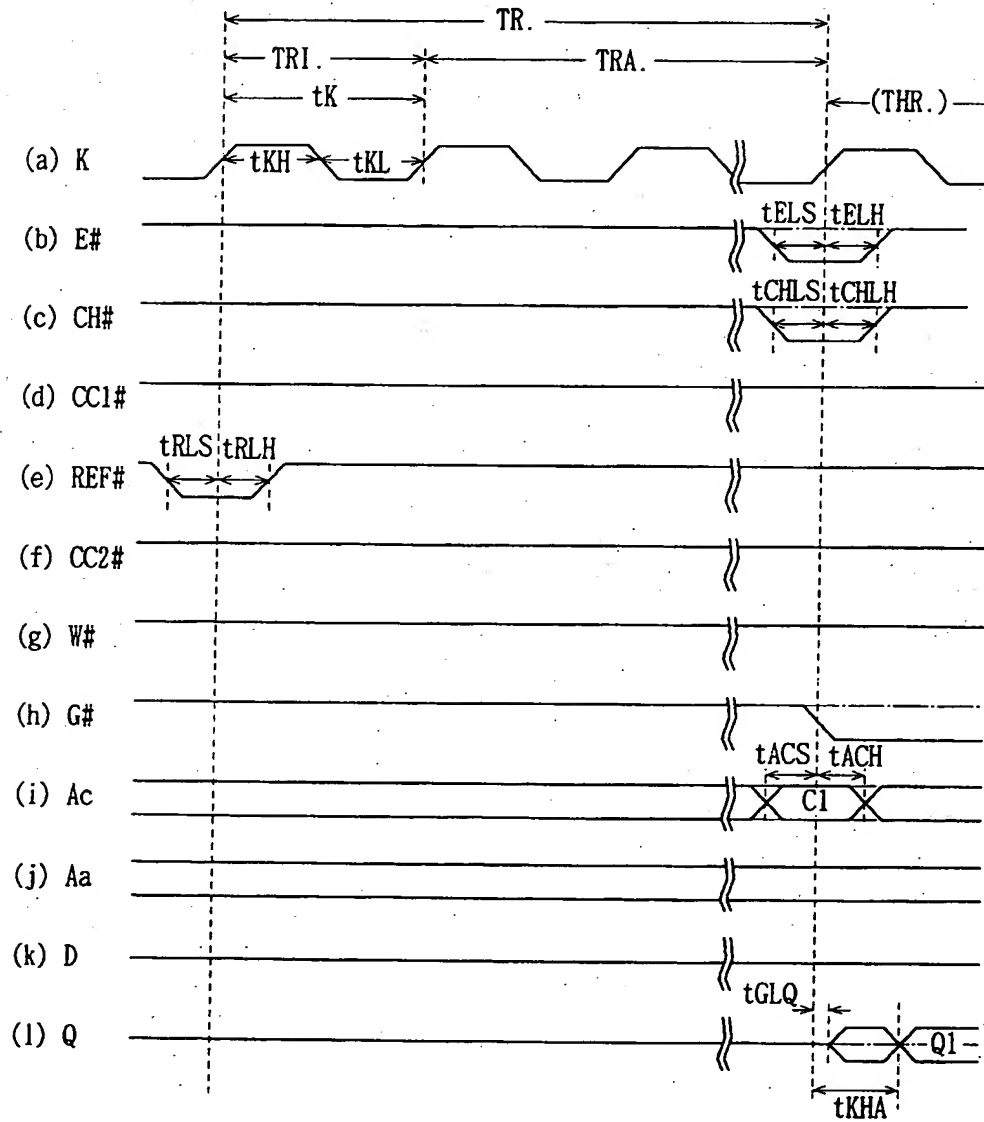 TR.
TRI. TRA.
tK (THR.)
(a) K tKH tKL
tELS tELH
(b) E#
tCHLS tCHLH
(c) CH#
(d) CC1#
tRLS tRLH
(e) REF#
(f) CC2#
(g) W#
(h) G#
tACS tACH
(i) Ac C1
(j) Aa
(k) D
tGLQ
(l) Q Q1
tKHA